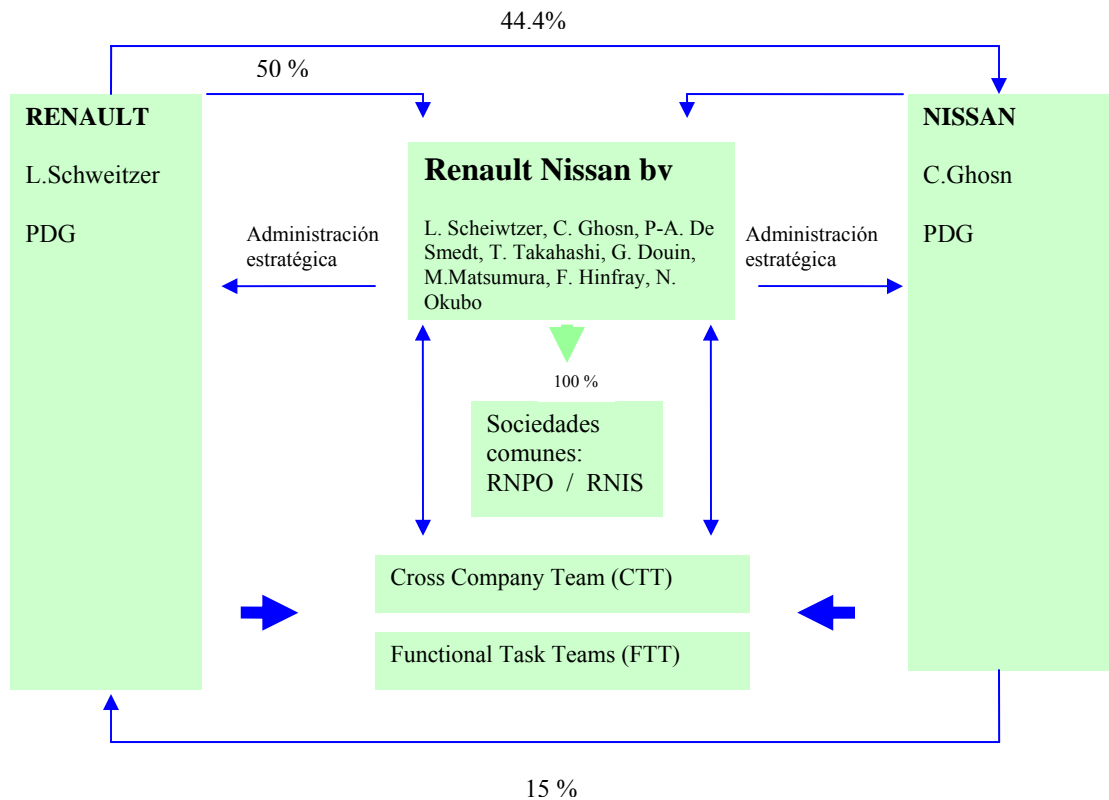 44.4%
50 %
RENAULT
L.Schweitzer
PDG
Administración
estratégica
Renault Nissan bv
L. Scheiwtzer, C. Ghosn, P-A. De
Smedt, T. Takahashi, G. Douin,
M.Matsumura, F. Hinfray, N.
Okubo
Administración
estratégica
NISSAN
C.Ghosn
PDG
100 %
Sociedades
comunes:
RNPO / RNIS
Cross Company Team (CTT)
Functional Task Teams (FTT)
15 %